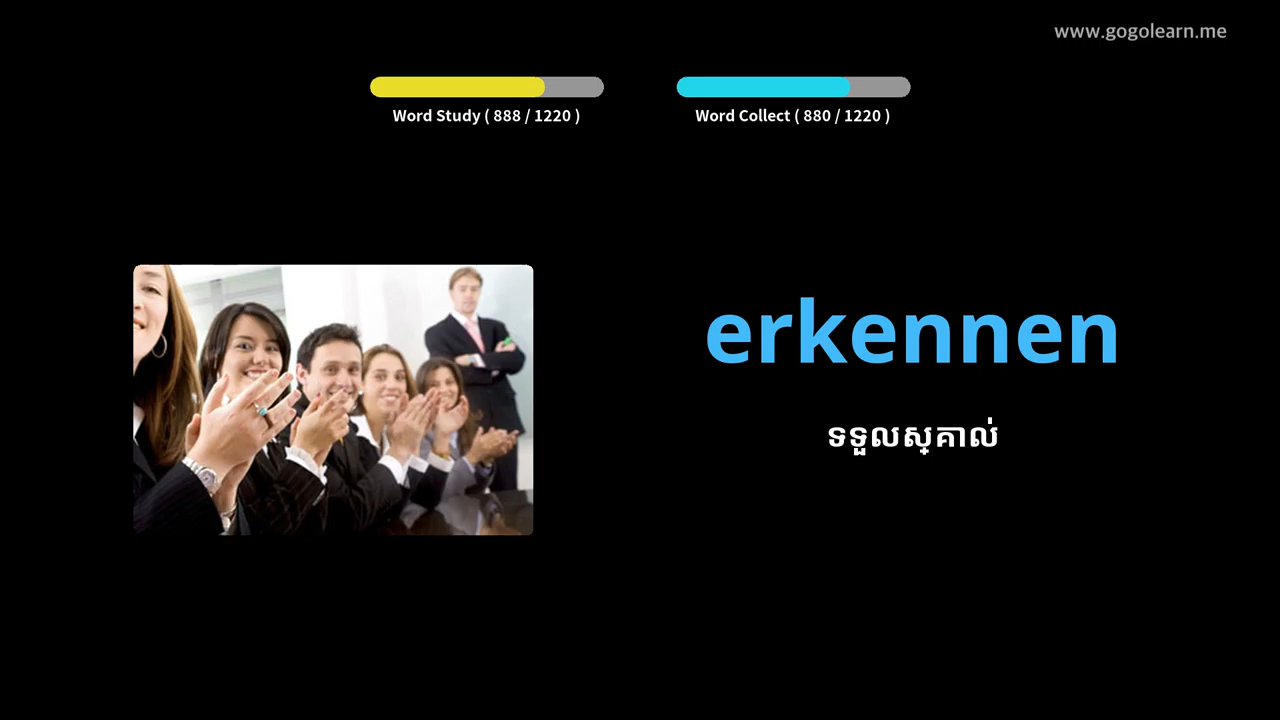 www.gogolearn.me
Word Study ( 888 / 1220 )
Word Collect ( 880 / 1220 )
erkennen
ទទួលស្គាល់